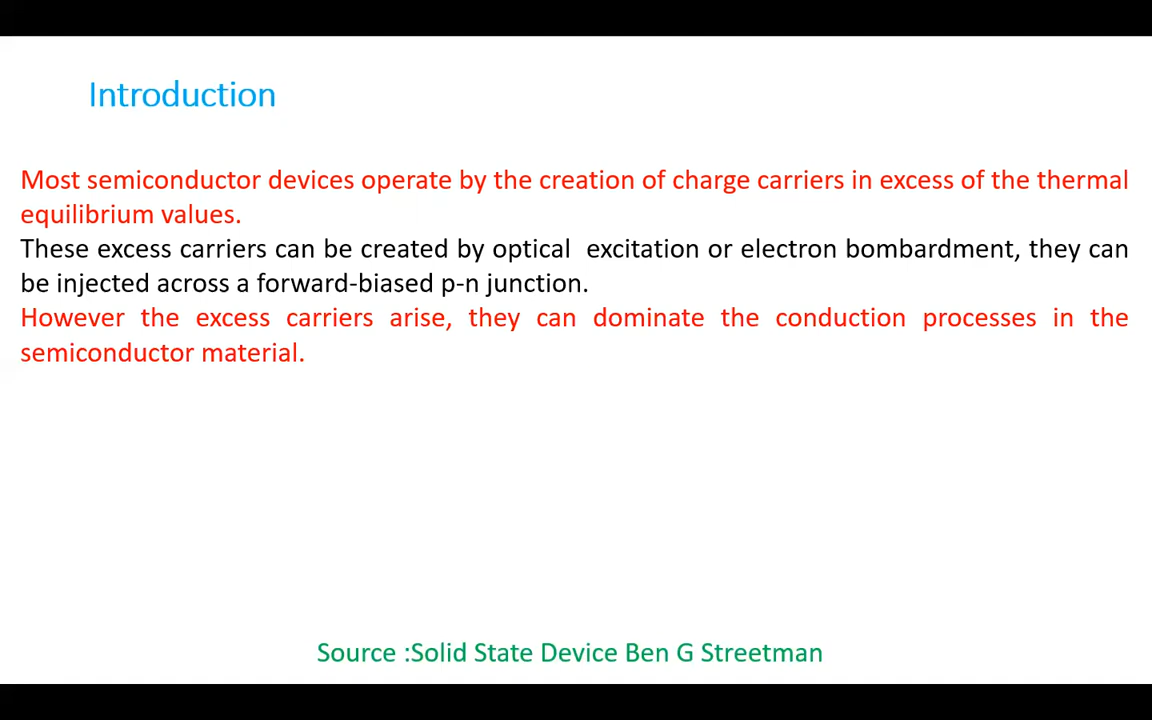 Introduction
Most semiconductor devices operate by the creation of charge carriers in excess of the thermal
equilibrium values.
These excess carriers can be created by optical  excitation or electron bombardment, they can
be injected across a forward-biased p-n junction.
However the excess carriers arise, they can dominate the conduction processes in the
semiconductor material.
Source :Solid State Device Ben G Streetman